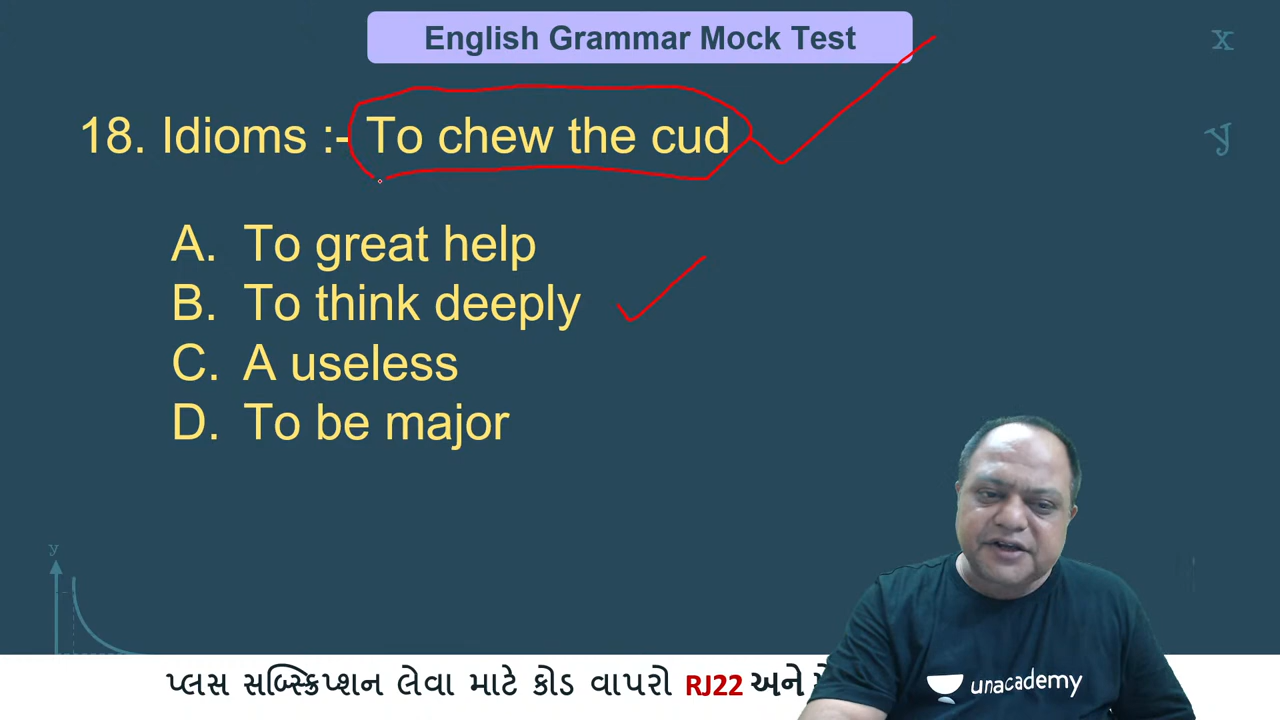 English Grammar Mock Test
x
18. Idioms :- To chew the cud
y
A. To great help
B. To think deeply
C. A useless
D. To be major
y
unacademy
પ્લસ સબ્સ્ક્રિપ્શન લેવા માટે કોડ વાપરો RJ22 અને